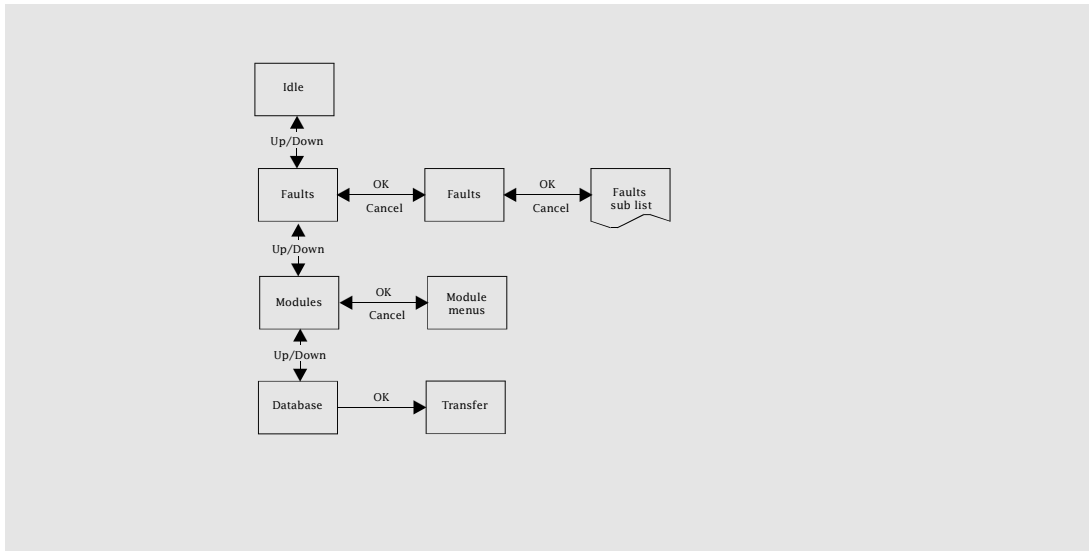 Idle
Up/Down
Faults
OK
Cancel
Faults
OK
Cancel
Faults
sub list
Up/Down
Modules
OK
Cancel
Module
menus
Up/Down
Database
OK
Transfer